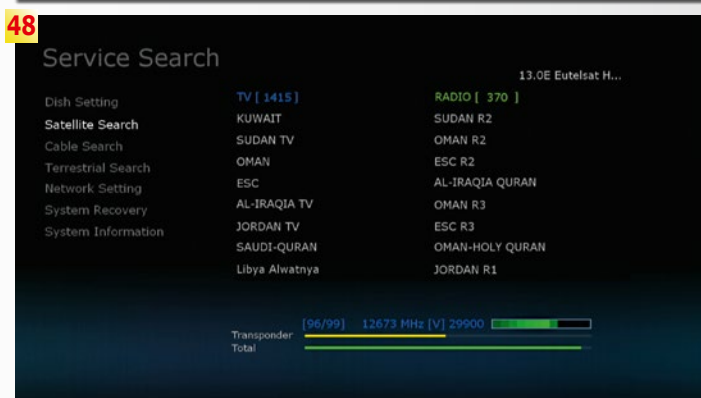 48
Service Search
13.0E Eutelsat H...
Dish Setting
Satellite Search
Cable Search
Terrestrial Search
Network Setting
System Recovery
System Information
TV [ 1415 ]
KUWAIT
SUDAN TV
OMAN
ESC
AL-IRAQIA TV
JORDAN TV
SAUDI-QURAN
Libya Alwatnya
RADIO [ 370 ]
SUDAN R2
OMAN R2
ESC R2
AL-IRAQIA QURAN
OMAN R3
ESC R3
OMAN-HOLY QURAN
JORDAN R1
[96/99] 12673 MHz [V] 29900
Transponder
Total